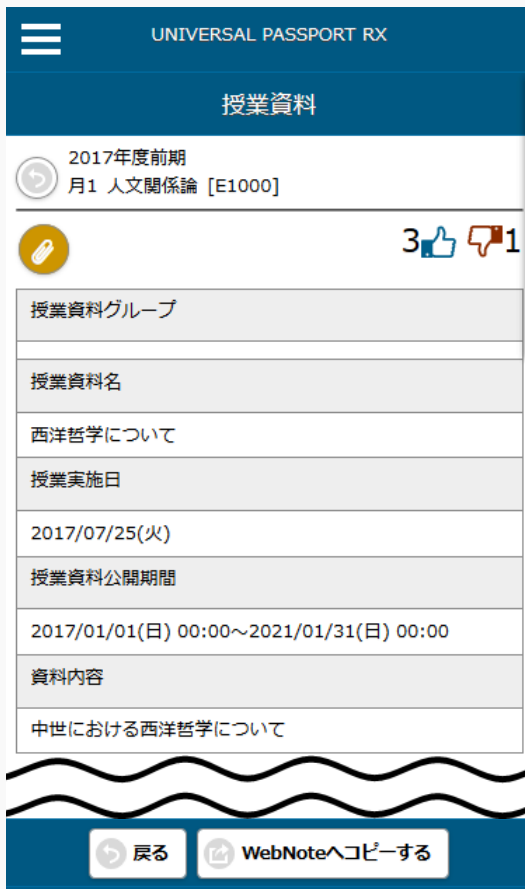 UNIVERSAL PASSPORT RX
授業資料
2017年度前期
月1 人文関係論 [E1000]
3 1
授業資料グループ
授業資料名
西洋哲学について
授業実施日
2017/07/25(火)
授業資料公開期間
2017/01/01(日) 00:00～2021/01/31(日) 00:00
資料内容
中世における西洋哲学について
戻る WebNoteへコピーする